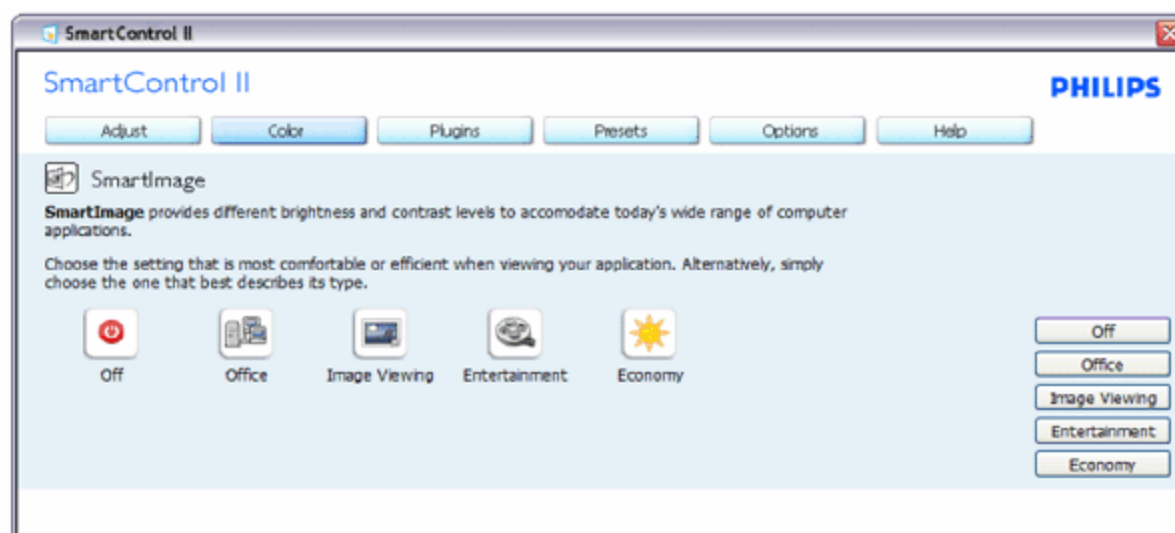 SmartControl II
SmartControl II
PHILIPS
Adjust Color Plugins Presets Options Help
SmartImage
SmartImage provides different brightness and contrast levels to accomodate today's wide range of computer
applications.
Choose the setting that is most comfortable or efficient when viewing your application. Alternatively, simply
choose the one that best describes its type.
Off Office Image Viewing Entertainment Economy
Off
Office
Image Viewing
Entertainment
Economy